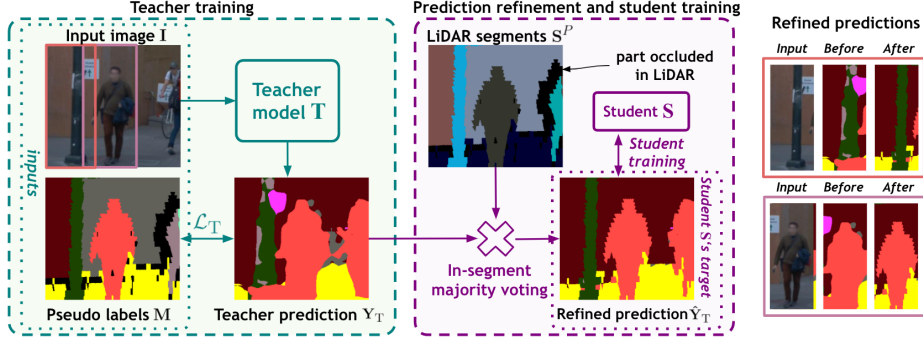 Teacher training
Input image I
Teacher
model T
inputs
ℒ_T
Pseudo labels M
Teacher prediction Y_T
Prediction refinement and student training
LiDAR segments S^P
part occluded
in LiDAR
Student S
Student
training
In-segment
majority voting
Student S's target
Refined prediction Ŷ_T
Refined predictions
Input Before After
Input Before After